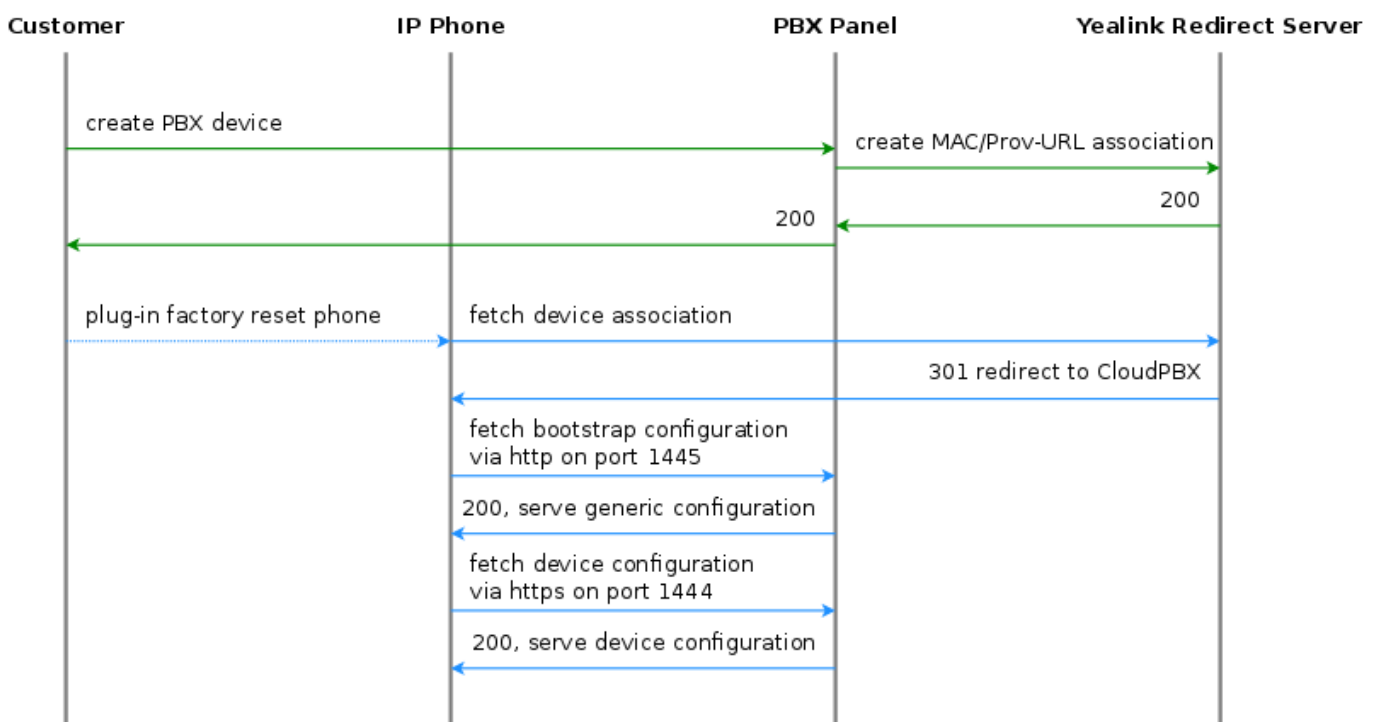 Customer IP Phone PBX Panel Yealink Redirect Server
create PBX device
create MAC/Prov-URL association
200
200
plug-in factory reset phone fetch device association
301 redirect to CloudPBX
fetch bootstrap configuration
via http on port 1445
200, serve generic configuration
fetch device configuration
via https on port 1444
200, serve device configuration